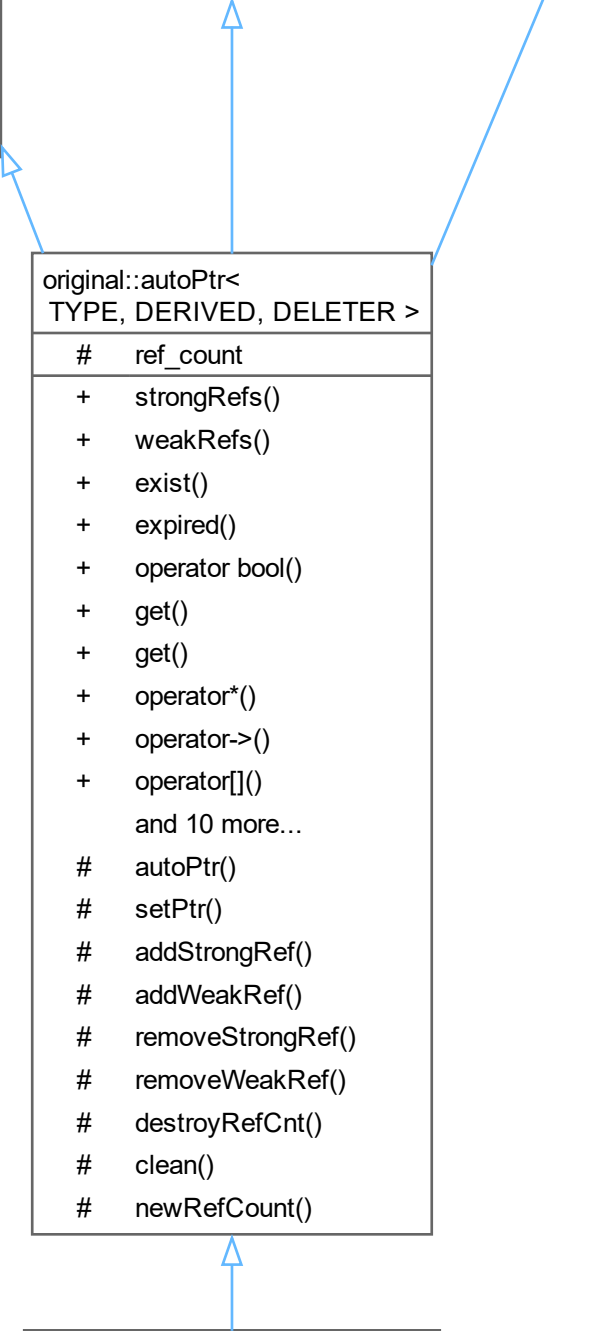 original::autoPtr<
TYPE, DERIVED, DELETER >
# ref_count
+ strongRefs()
+ weakRefs()
+ exist()
+ expired()
+ operator bool()
+ get()
+ get()
+ operator*()
+ operator->()
+ operator[]()
and 10 more...
# autoPtr()
# setPtr()
# addStrongRef()
# addWeakRef()
# removeStrongRef()
# removeWeakRef()
# destroyRefCnt()
# clean()
# newRefCount()